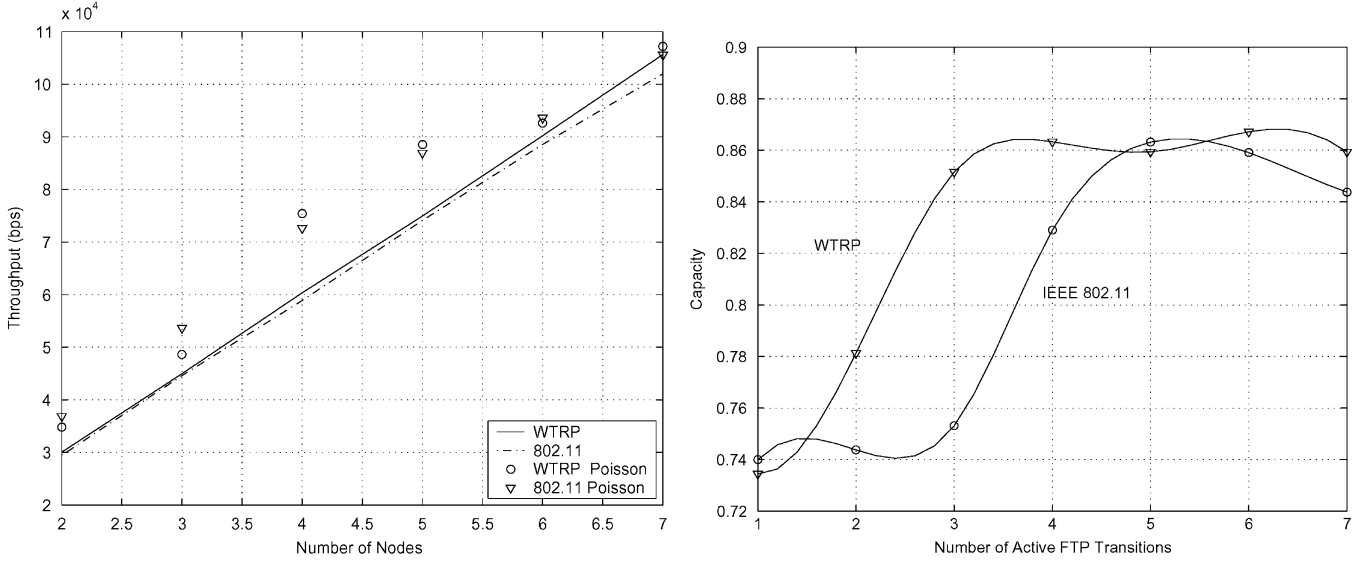 x 10⁴
11
10
9
8
7
6
5
4
3
2
Throughput (bps)
2 2.5 3 3.5 4 4.5 5 5.5 6 6.5 7
Number of Nodes
WTRP
802.11
WTRP Poisson
802.11 Poisson
0.9
0.88
0.86
0.84
0.82
0.8
0.78
0.76
0.74
0.72
Capacity
WTRP
IEEE 802.11
1 2 3 4 5 6 7
Number of Active FTP Transitions